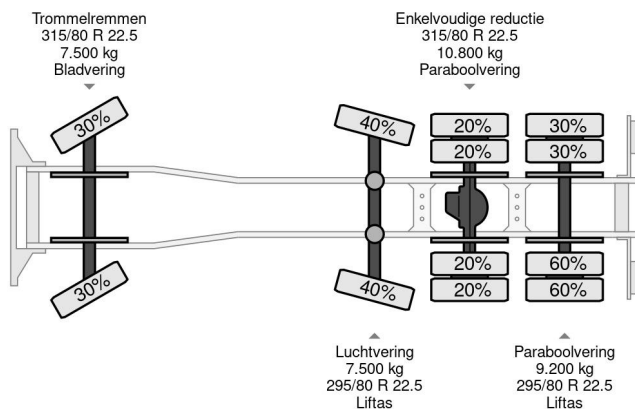 Trommelremmen
315/80 R 22.5
7.500 kg
Bladvering
Enkelvoudige reductie
315/80 R 22.5
10.800 kg
Paraboolvering
30%
40%
20%
30%
20%
30%
30%
40%
20%
60%
20%
60%
Luchtvering
7.500 kg
295/80 R 22.5
Liftas
Paraboolvering
9.200 kg
295/80 R 22.5
Liftas